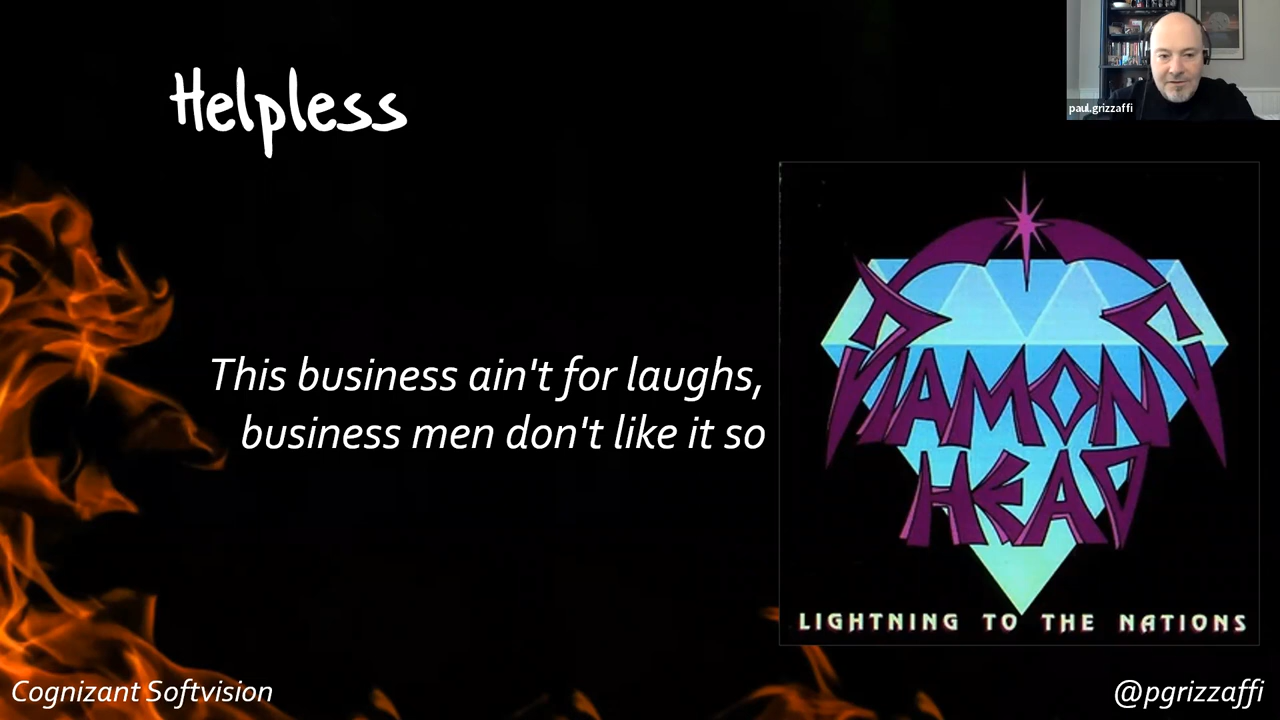 Helpless
paul.grizzaffi
This business ain't for laughs,
business men don't like it so
DIAMOND
HEAD
LIGHTNING TO THE NATIONS
Cognizant Softvision
@pgrizzaffi